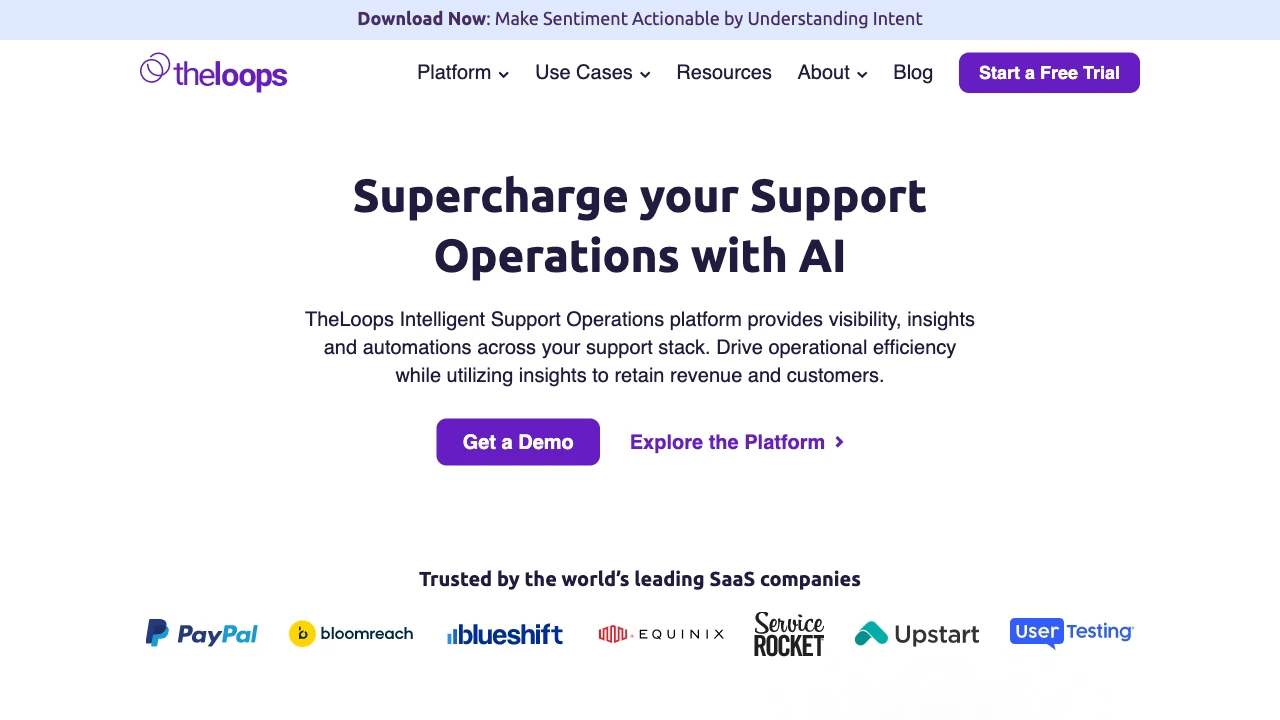 Download Now: Make Sentiment Actionable by Understanding Intent
theloops
Platform
Use Cases
Resources
About
Blog
Start a Free Trial
Supercharge your Support
Operations with AI
TheLoops Intelligent Support Operations platform provides visibility, insights
and automations across your support stack. Drive operational efficiency
while utilizing insights to retain revenue and customers.
Get a Demo
Explore the Platform
Trusted by the world’s leading SaaS companies
PayPal
bloomreach
blueshift
EQUINIX
Service
ROCKET
Upstart
UserTesting